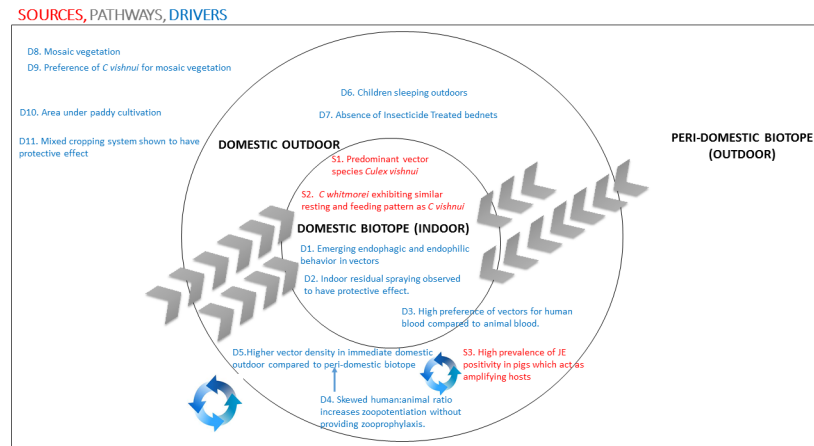 SOURCES, PATHWAYS, DRIVERS
D8. Mosaic vegetation
D9. Preference of C vishnui for mosaic vegetation
D10. Area under paddy cultivation
D11. Mixed cropping system shown to have
protective effect
D6. Children sleeping outdoors
D7. Absence of Insecticide Treated bednets
DOMESTIC OUTDOOR
PERI-DOMESTIC BIOTOPE
(OUTDOOR)
S1. Predominant vector
species Culex vishnui
S2. C whitmorei exhibiting similar
resting and feeding pattern as C vishnui
DOMESTIC BIOTOPE (INDOOR)
D1. Emerging endophagic and endophilic
behavior in vectors
D2. Indoor residual spraying observed
to have protective effect.
D3. High preference of vectors for human
blood compared to animal blood.
D5.Higher vector density in immediate domestic
outdoor compared to peri-domestic biotope
S3. High prevalence of JE
positivity in pigs which act as
amplifying hosts
D4. Skewed human:animal ratio
increases zoopotentiation without
providing zooprophylaxis.